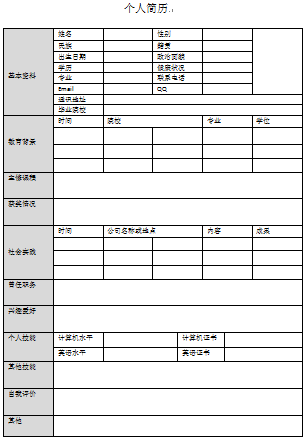 个人简历
姓名 性别
民族 籍贯
出生日期 政治面貌
基本资料 学历 健康状况
专业 联系电话
Email QQ
通讯地址
毕业院校
时间 院校 专业 学位
教育背景
主修课程
获奖情况
时间 公司名称或地点 内容 成果
社会实践
曾任职务
兴趣爱好
个人技能 计算机水平 计算机证书
英语水平 英语证书
其他技能
自我评价
其他